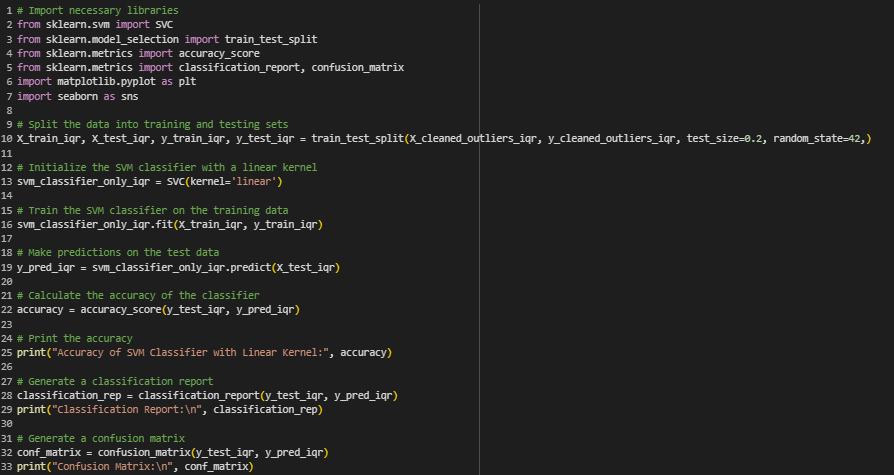 1 # Import necessary libraries
2 from sklearn.svm import SVC
3 from sklearn.model_selection import train_test_split
4 from sklearn.metrics import accuracy_score
5 from sklearn.metrics import classification_report, confusion_matrix
6 import matplotlib.pyplot as plt
7 import seaborn as sns
8
9 # Split the data into training and testing sets
10 X_train_iqr, X_test_iqr, y_train_iqr, y_test_iqr = train_test_split(X_cleaned_outliers_iqr, y_cleaned_outliers_iqr, test_size=0.2, random_state=42,)
11
12 # Initialize the SVM classifier with a linear kernel
13 svm_classifier_only_iqr = SVC(kernel='linear')
14
15 # Train the SVM classifier on the training data
16 svm_classifier_only_iqr.fit(X_train_iqr, y_train_iqr)
17
18 # Make predictions on the test data
19 y_pred_iqr = svm_classifier_only_iqr.predict(X_test_iqr)
20
21 # Calculate the accuracy of the classifier
22 accuracy = accuracy_score(y_test_iqr, y_pred_iqr)
23
24 # Print the accuracy
25 print("Accuracy of SVM Classifier with Linear Kernel:", accuracy)
26
27 # Generate a classification report
28 classification_rep = classification_report(y_test_iqr, y_pred_iqr)
29 print("Classification Report:\n", classification_rep)
30
31 # Generate a confusion matrix
32 conf_matrix = confusion_matrix(y_test_iqr, y_pred_iqr)
33 print("Confusion Matrix:\n", conf_matrix)